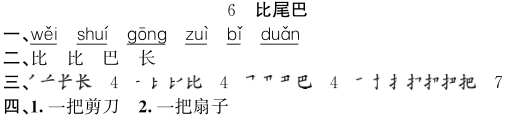 6 比尾巴
一、wěi shuí gōng zuì bǐ duǎn
二、比 比 巴 长
三、长 4 比 4 巴 4 把 7
四、1. 一把剪刀 2. 一把扇子